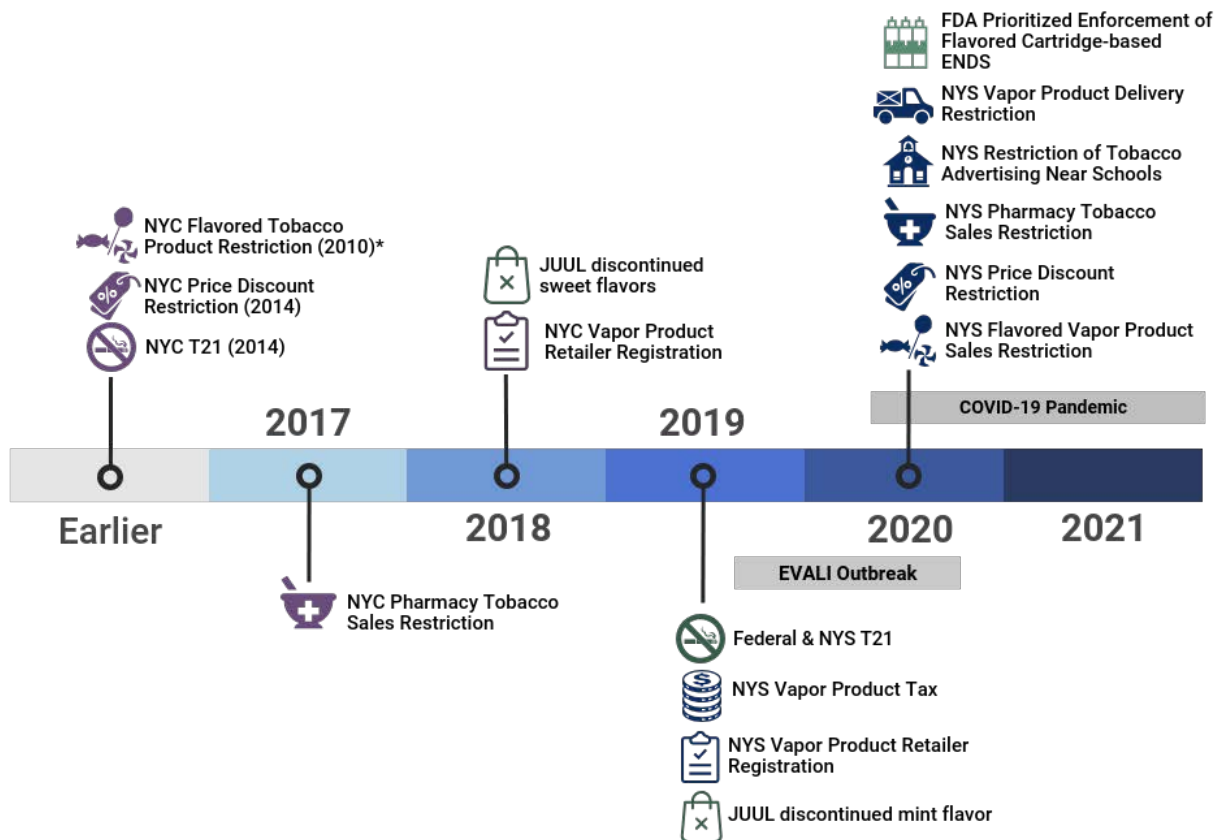 FDA Prioritized Enforcement of
Flavored Cartridge-based
ENDS
NYS Vapor Product Delivery
Restriction
NYS Restriction of Tobacco
Advertising Near Schools
NYS Pharmacy Tobacco
Sales Restriction
NYS Price Discount
Restriction
NYS Flavored Vapor Product
Sales Restriction
NYC Flavored Tobacco
Product Restriction (2010)*
NYC Price Discount
Restriction (2014)
NYC T21 (2014)
JUUL discontinued
sweet flavors
NYC Vapor Product
Retailer Registration
COVID-19 Pandemic
2017
2019
Earlier
2018
2020
2021
EVALI Outbreak
NYC Pharmacy Tobacco
Sales Restriction
Federal & NYS T21
NYS Vapor Product Tax
NYS Vapor Product Retailer
Registration
JUUL discontinued mint flavor